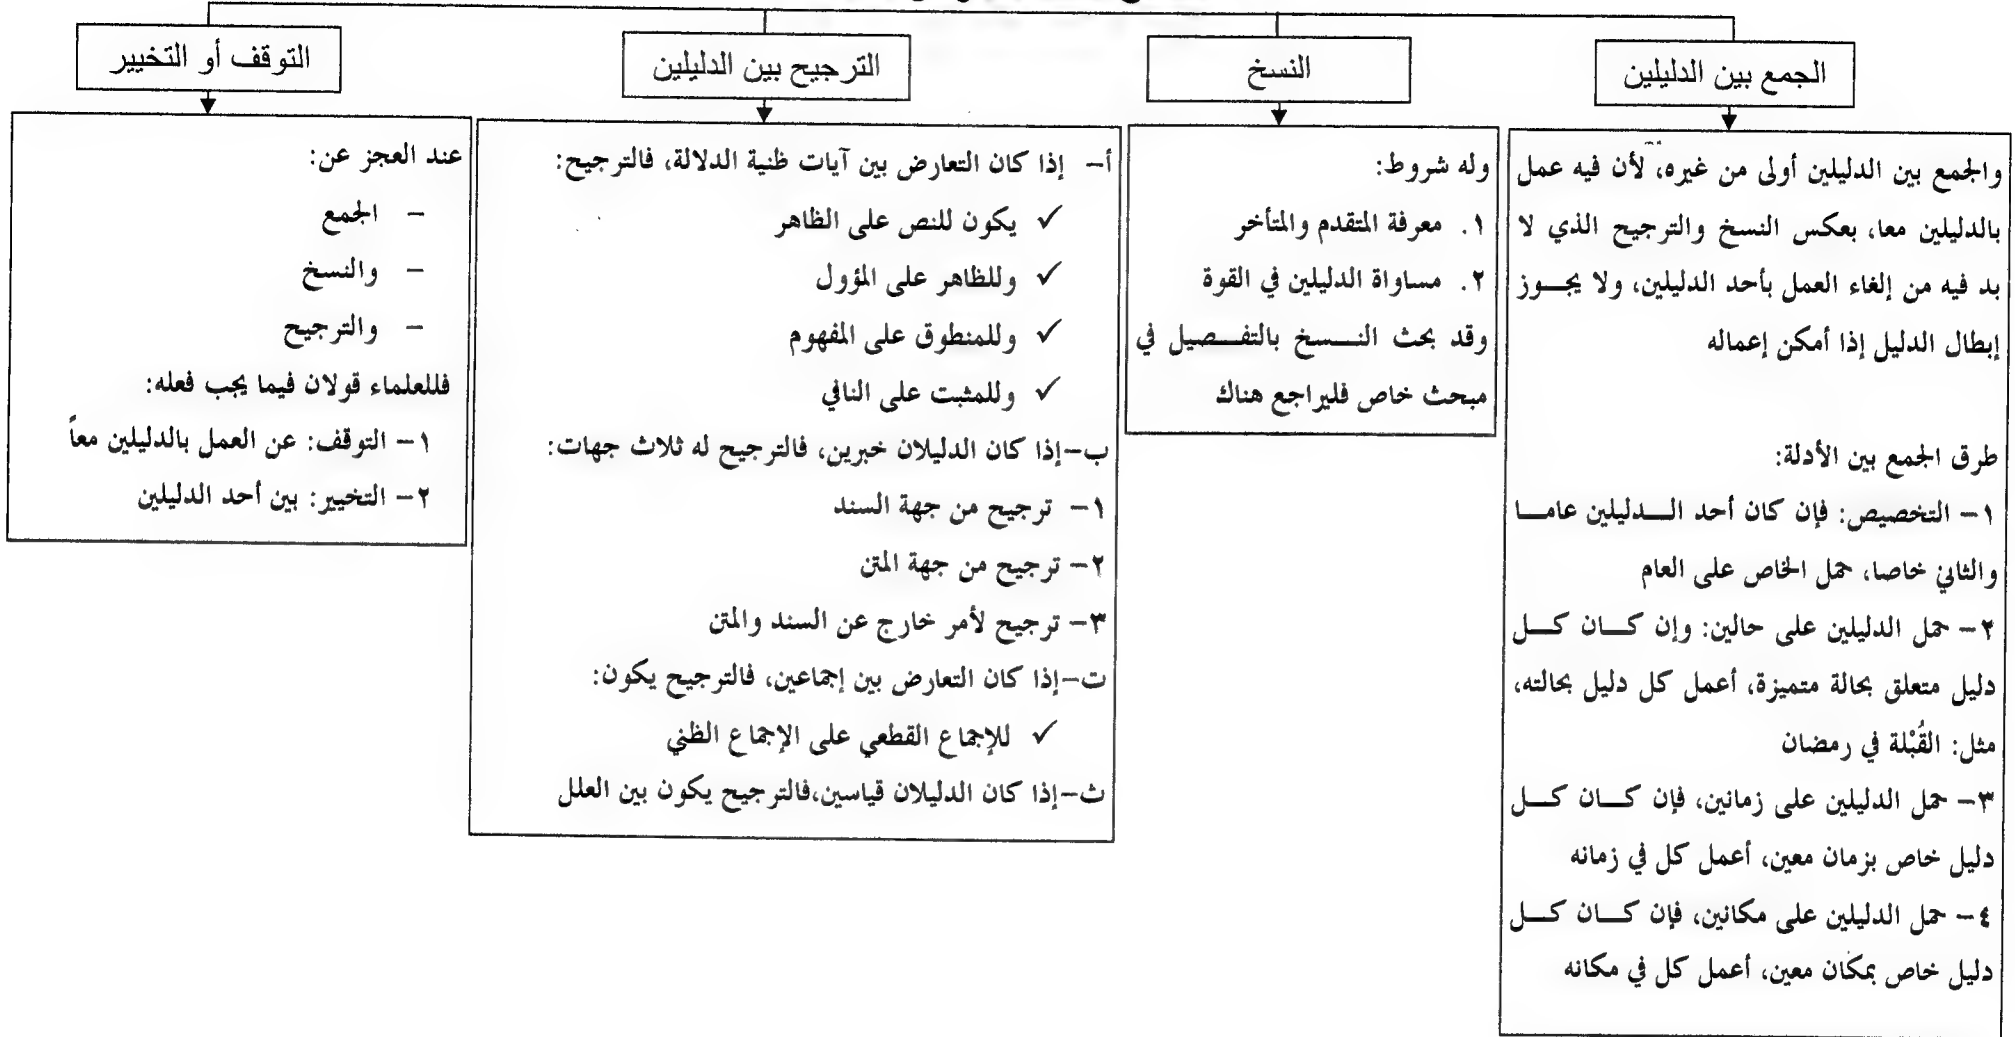 الجمع بين الدليلين
والجمع بين الدليلين أولى من غيره، لأن فيه عمل
بالدليلين معا، بعكس النسخ والترجيح الذي لا
بد فيه من إلغاء العمل بأحد الدليلين، ولا يجوز
إبطال الدليل إذا أمكن إعماله
طرق الجمع بين الأدلة:
١- التخصيص: فإن كان أحد الدليلين عاما
والثاني خاصا، حمل الخاص على العام
٢- حمل الدليلين على حالين: وإن كان كل
دليل متعلق بحالة متميزة، أعمل كل دليل بحالته،
مثل: القُبْلة في رمضان
٣- حمل الدليلين على زمانين، فإن كان كل
دليل خاص بزمان معين، أعمل كل في زمانه
٤- حمل الدليلين على مكانين، فإن كان كل
دليل خاص بمكان معين، أعمل كل في مكانه
النسخ
وله شروط:
١. معرفة المتقدم والمتأخر
٢. مساواة الدليلين في القوة
وقد بحث النسخ بالتفصيل في
مبحث خاص فليراجع هناك
الترجيح بين الدليلين
أ- إذا كان التعارض بين آيات ظنية الدلالة، فالترجيح:
✓ يكون للنص على الظاهر
✓ وللظاهر على المؤول
✓ وللمنطوق على المفهوم
✓ وللمثبت على النافي
ب-إذا كان الدليلان خبرين، فالترجيح له ثلاث جهات:
١- ترجيح من جهة السند
٢- ترجيح من جهة المتن
٣- ترجيح لأمر خارج عن السند والمتن
ت-إذا كان التعارض بين إجماعين، فالترجيح يكون:
✓ للإجماع القطعي على الإجماع الظني
ث-إذا كان الدليلان قياسين،فالترجيح يكون بين العلل
التوقف أو التخيير
عند العجز عن:
- الجمع
- والنسخ
- والترجيح
فللعلماء قولان فيما يجب فعله:
١- التوقف: عن العمل بالدليلين معاً
٢- التخيير: بين أحد الدليلين